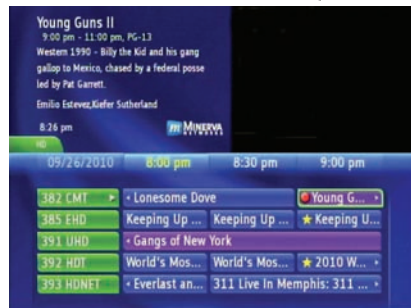 Young Guns II
9:00 pm - 11:00 pm, PG-13
Western 1990 - Billy the Kid and his gang
gallop to Mexico, chased by a federal posse
led by Pat Garrett.
Emilio Estevez,Kiefer Sutherland
8:26 pm
m MINERVA
NETWORKS
HD
09/26/2010 8:00 pm 8:30 pm 9:00 pm
382 CMT Lonesome Dove Young G...
385 EHD Keeping Up ... Keeping Up ... Keeping U...
391 UHD Gangs of New York
392 HDT World's Mos... World's Mos... 2010 W...
393 HDNET Everlast an... 311 Live In Memphis: 311 ...